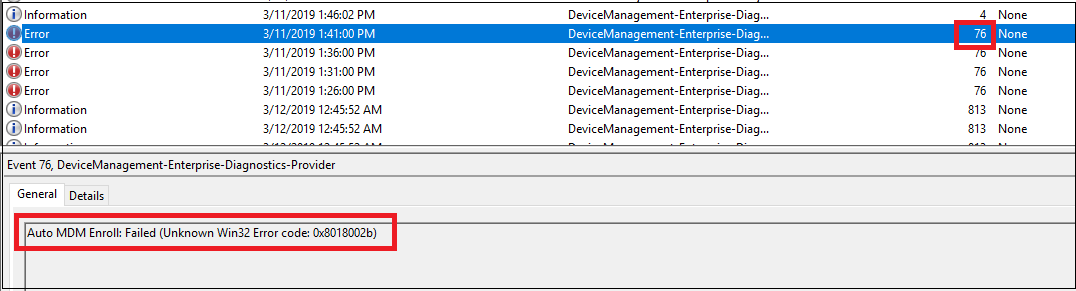 Information 3/11/2019 1:46:02 PM DeviceManagement-Enterprise-Diag... 4 None
Error 3/11/2019 1:41:00 PM DeviceManagement-Enterprise-Diag... 76 None
Error 3/11/2019 1:36:00 PM DeviceManagement-Enterprise-Diag... 76 None
Error 3/11/2019 1:31:00 PM DeviceManagement-Enterprise-Diag... 76 None
Error 3/11/2019 1:26:00 PM DeviceManagement-Enterprise-Diag... 76 None
Information 3/12/2019 12:45:52 AM DeviceManagement-Enterprise-Diag... 813 None
Information 3/12/2019 12:45:52 AM DeviceManagement-Enterprise-Diag... 813 None
Event 76, DeviceManagement-Enterprise-Diagnostics-Provider
General Details
Auto MDM Enroll: Failed (Unknown Win32 Error code: 0x8018002b)